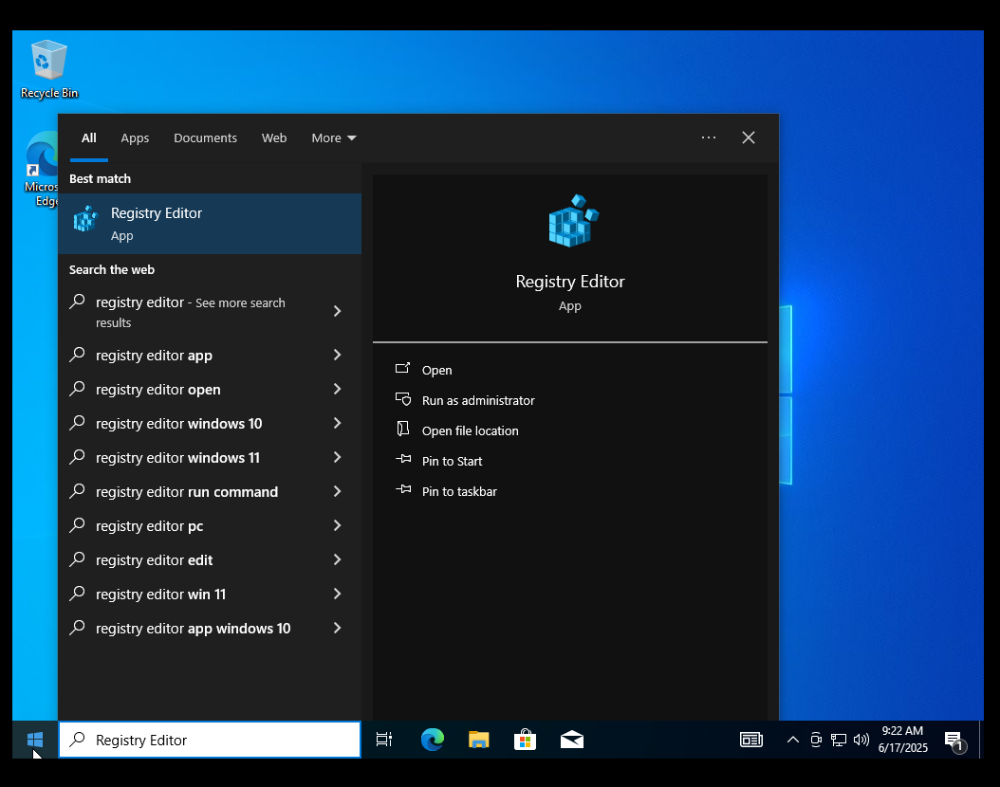 Recycle Bin
Micros
Edge
All Apps Documents Web More
Best match
Registry Editor
App
Search the web
registry editor - See more search
results
registry editor app
registry editor open
registry editor windows 10
registry editor windows 11
registry editor run command
registry editor pc
registry editor edit
registry editor win 11
registry editor app windows 10
Registry Editor
App
Open
Run as administrator
Open file location
Pin to Start
Pin to taskbar
Registry Editor
9:22 AM
6/17/2025
1